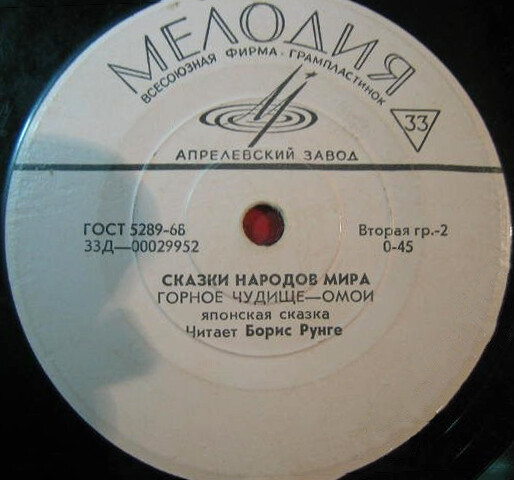 МЕЛОДИЯ
ВСЕСОЮЗНАЯ ФИРМА · ГРАМПЛАСТИНОК
33
АПРЕЛЕВСКИЙ ЗАВОД
ГОСТ 5289-68 Вторая гр.-2
33Д—00029952 0-45
СКАЗКИ НАРОДОВ МИРА
ГОРНОЕ ЧУДИЩЕ—ОМОИ
японская сказка
Читает Борис Рунге